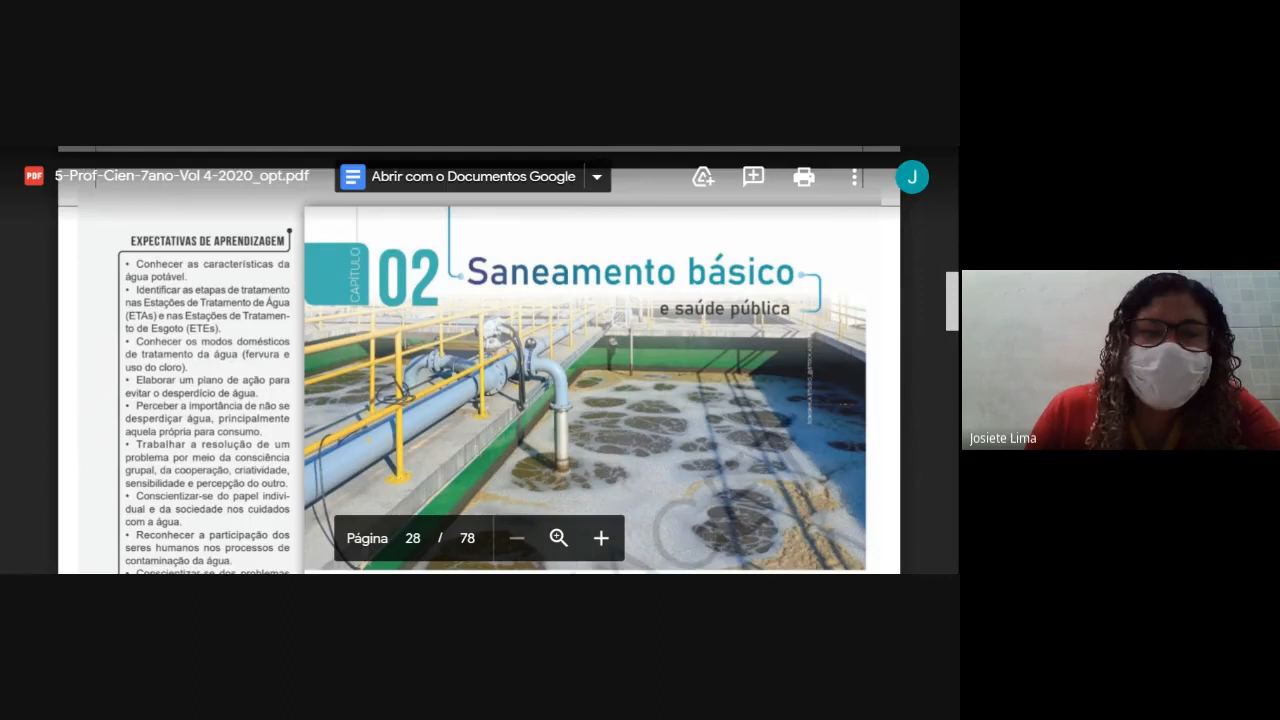 5-Prof-Cien-7ano-Vol 4-2020_opt.pdf
Abrir com o Documentos Google
J
EXPECTATIVAS DE APRENDIZAGEM
• Conhecer as características da
água potável.
• Identificar as etapas de tratamento
nas Estações de Tratamento de Água
(ETAs) e nas Estações de Tratamen-
to de Esgoto (ETEs).
• Conhecer os modos domésticos
de tratamento da água (fervura e
uso do cloro).
• Elaborar um plano de ação para
evitar o desperdício de água.
• Perceber a importância de não se
desperdiçar água, principalmente
aquela própria para consumo.
• Trabalhar a resolução de um
problema por meio da consciência
grupal, da cooperação, criatividade,
sensibilidade e percepção do outro.
• Conscientizar-se do papel indivi-
dual e da sociedade nos cuidados
com a água.
• Reconhecer a participação dos
seres humanos nos processos de
contaminação da água.
• Conscientizar-se dos problemas
CAPÍTULO
02
Saneamento básico
e saúde pública
Página 28 / 78
Josiete Lima